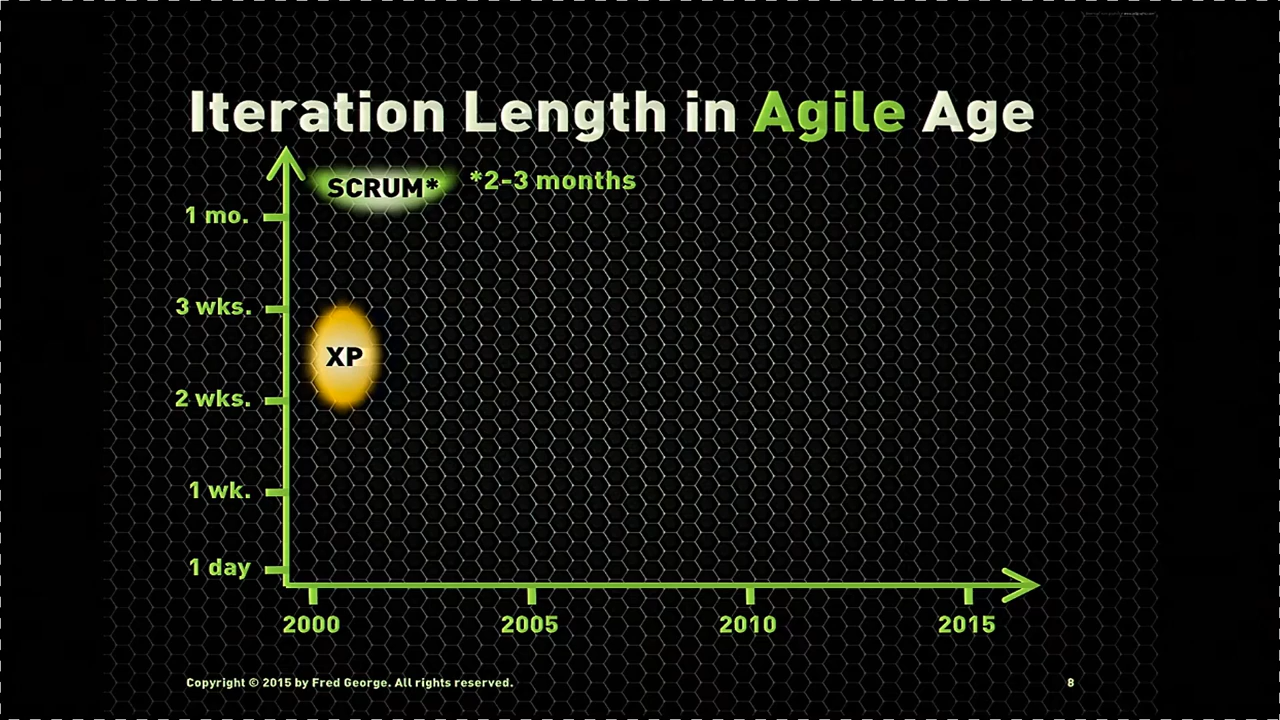 Iteration Length in Agile Age
SCRUM* *2-3 months
1 mo.
3 wks.
XP
2 wks.
1 wk.
1 day
2000 2005 2010 2015
Copyright © 2015 by Fred George. All rights reserved. 8